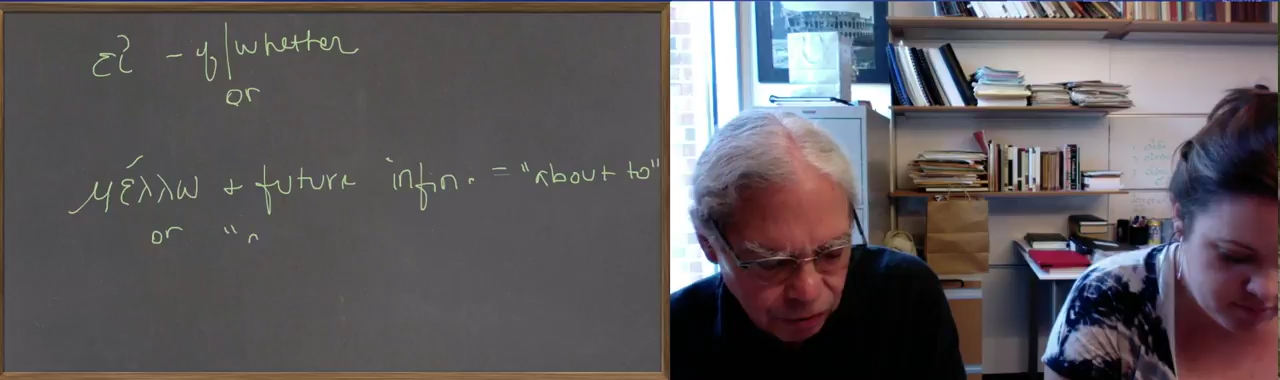 εἰ - if/whether
or
μέλλω + future infin. = "about to"
or "n